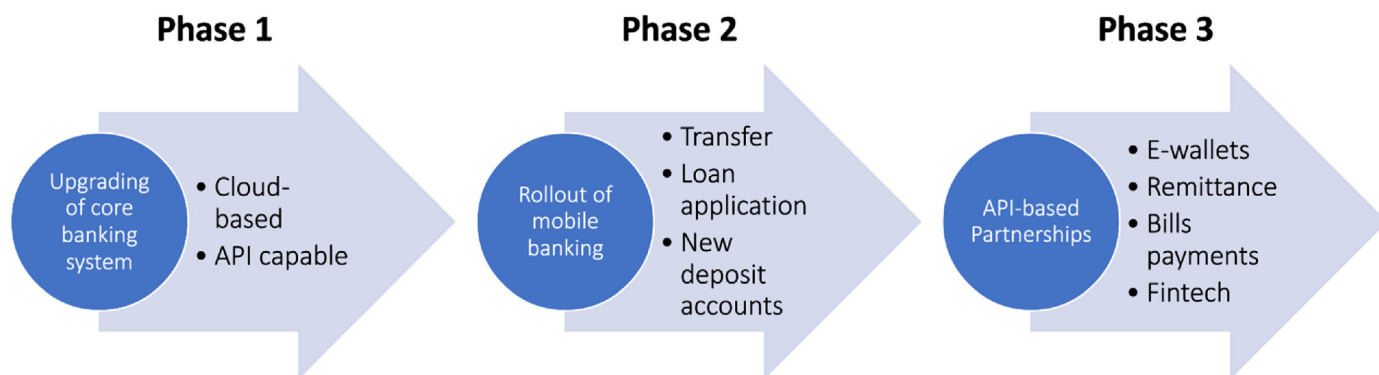 Phase 1
Upgrading
of core
banking
system
• Cloud-
based
• API capable
Phase 2
Rollout of
mobile
banking
• Transfer
• Loan
application
• New
deposit
accounts
Phase 3
API-based
Partnerships
• E-wallets
• Remittance
• Bills
payments
• Fintech